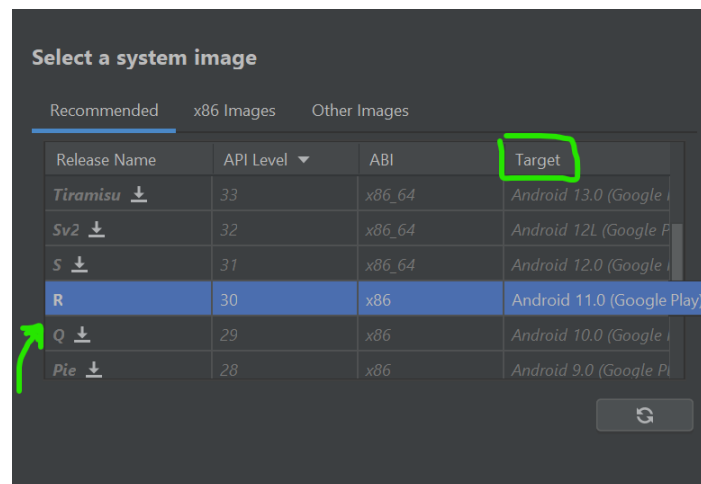 Select a system image
Recommended x86 Images Other Images
Release Name API Level ABI Target
Tiramisu 33 x86_64 Android 13.0 (Google
Sv2 32 x86_64 Android 12L (Google P
S 31 x86_64 Android 12.0 (Google
R 30 x86 Android 11.0 (Google Play)
Q 29 x86 Android 10.0 (Google
Pie 28 x86 Android 9.0 (Google Pl